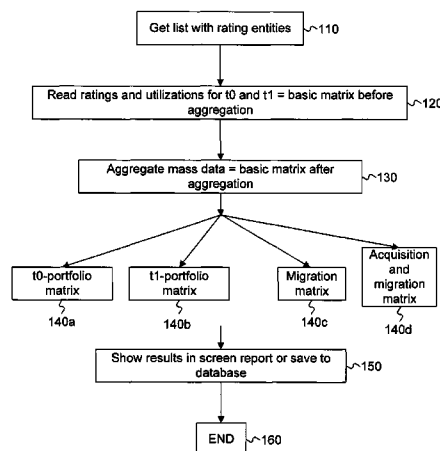 Get list with rating entities
110
Read ratings and utilizations for t0 and t1 = basic matrix before
aggregation
120
Aggregate mass data = basic matrix after
aggregation
130
t0-portfolio
matrix
140a
t1-portfolio
matrix
140b
Migration
matrix
140c
Acquisition
and
migration
matrix
140d
Show results in screen report or save to
database
150
END
160